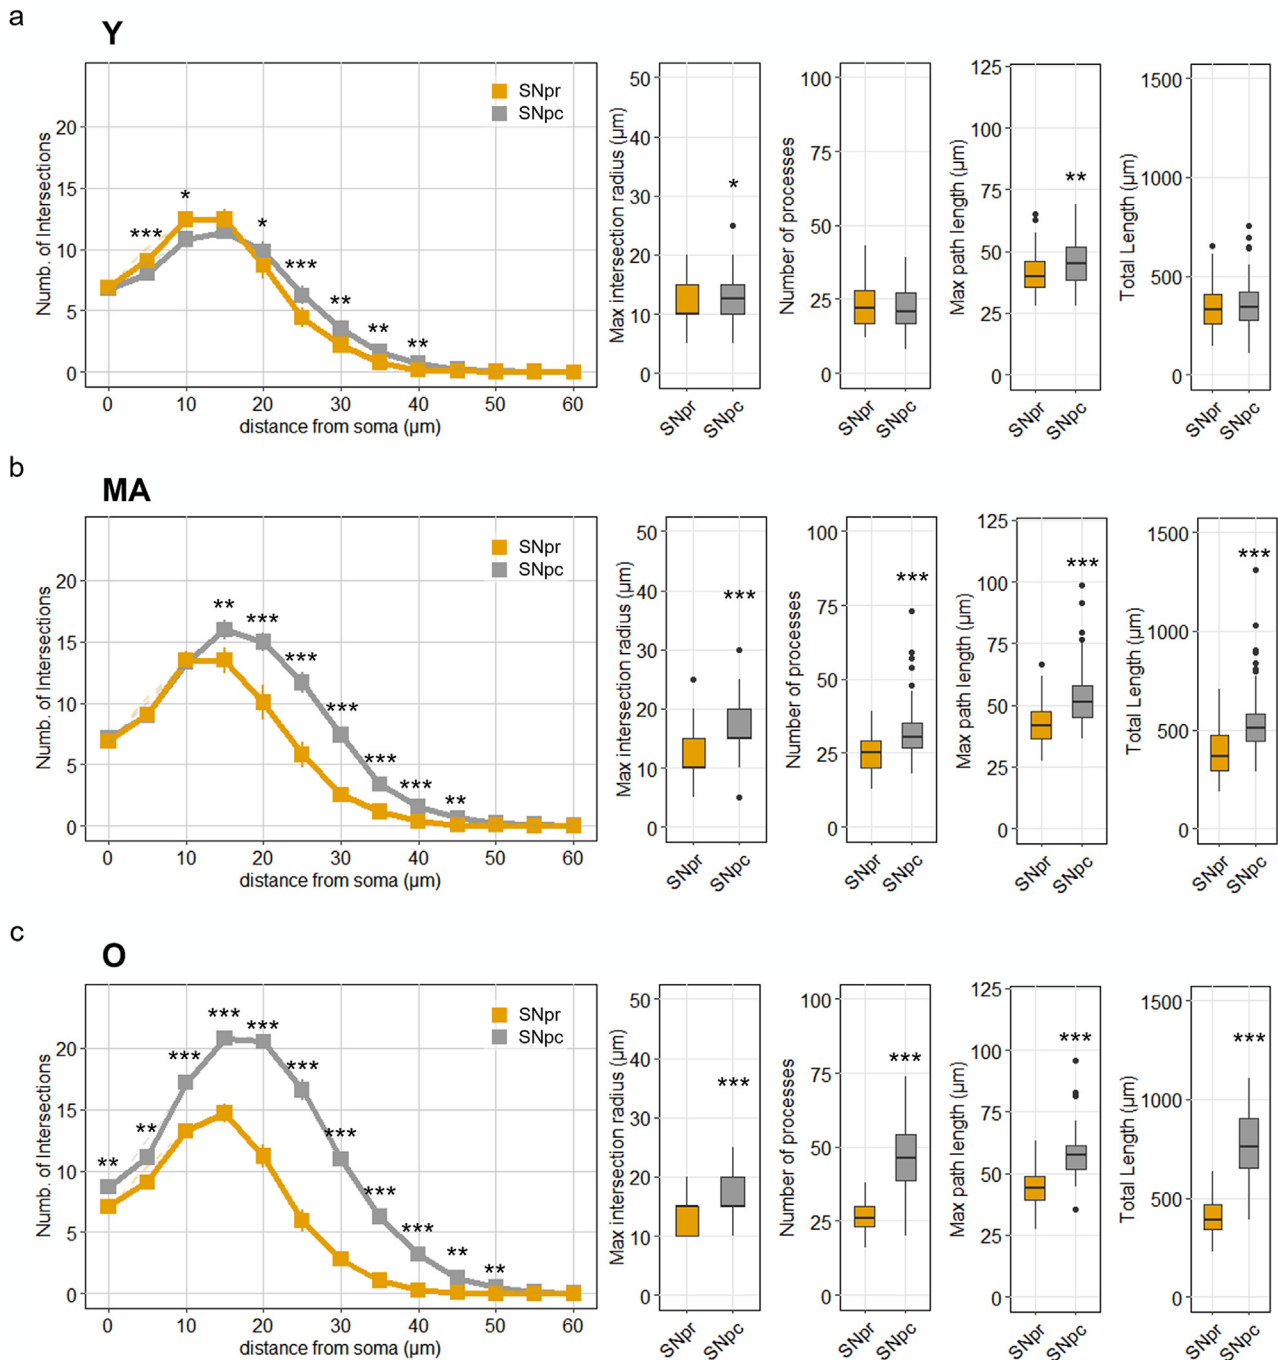 a
Y
Numb. of Intersections
20
15
10
5
0
SNpr
SNpc
***
*
*
***
**
**
**
0 10 20 30 40 50 60
distance from soma (µm)
Max intersection radius (µm)
50
40
30
20
10
0
*
SNpr SNpc
Number of processes
100
75
50
25
0
SNpr SNpc
Max path length (µm)
125
100
75
50
25
0
**
SNpr SNpc
Total Length (µm)
1500
1000
500
0
SNpr SNpc
b
MA
Numb. of Intersections
20
15
10
5
0
SNpr
SNpc
**
***
***
***
***
***
**
0 10 20 30 40 50 60
distance from soma (µm)
Max intersection radius (µm)
50
40
30
20
10
0
***
SNpr SNpc
Number of processes
100
75
50
25
0
***
SNpr SNpc
Max path length (µm)
125
100
75
50
25
0
***
SNpr SNpc
Total Length (µm)
1500
1000
500
0
***
SNpr SNpc
c
O
Numb. of Intersections
20
15
10
5
0
SNpr
SNpc
**
**
***
***
***
***
***
***
***
**
**
0 10 20 30 40 50 60
distance from soma (µm)
Max intersection radius (µm)
50
40
30
20
10
0
***
SNpr SNpc
Number of processes
100
75
50
25
0
***
SNpr SNpc
Max path length (µm)
125
100
75
50
25
0
***
SNpr SNpc
Total Length (µm)
1500
1000
500
0
***
SNpr SNpc